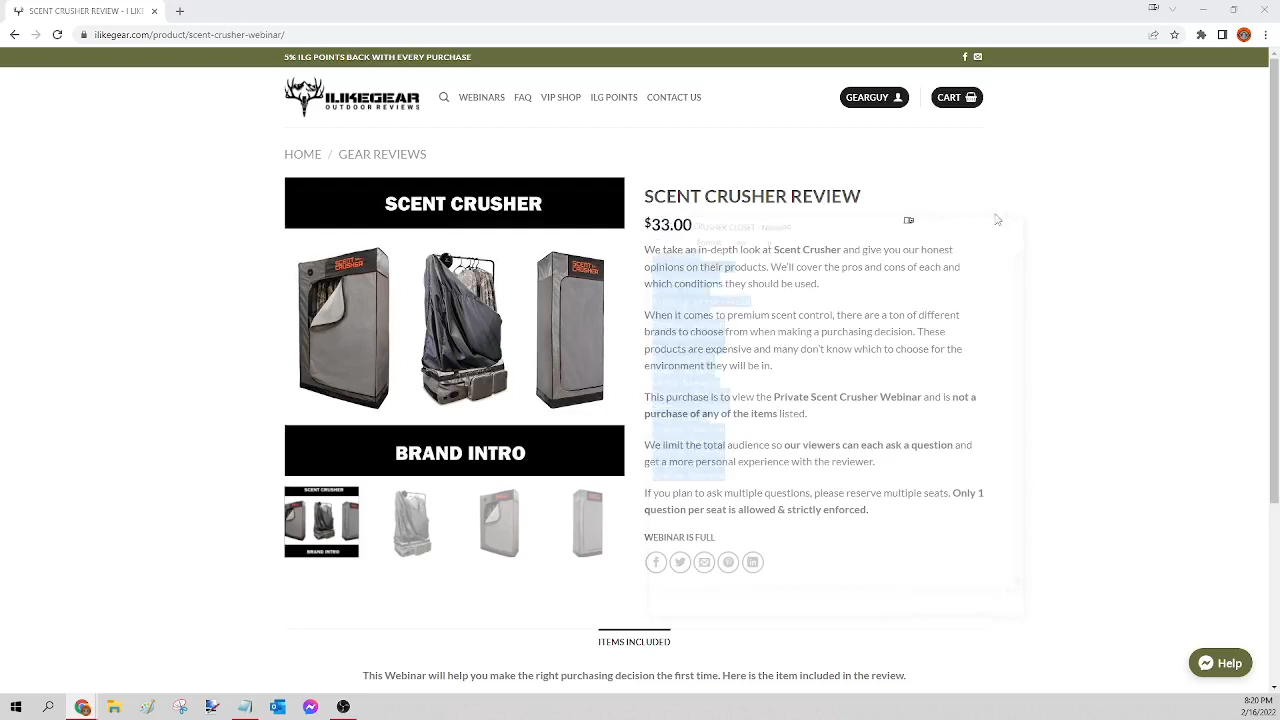 SCENT CRUSHER REVIEW - I LIKE
ilikegear.com/product/scent-crusher-webinar/
5% ILG POINTS BACK WITH EVERY PURCHASE
ILIKEGEAR
OUTDOOR REVIEWS
WEBINARS FAQ VIP SHOP ILG POINTS CONTACT US
GEARGUY CART
HOME / GEAR REVIEWS
SCENT CRUSHER
SCENT CRUSHER
SCENT CRUSHER
BRAND INTRO
SCENT CRUSHER
BRAND INTRO
SCENT CRUSHER REVIEW
$33.00
We take an in-depth look at Scent Crusher and give you our honest
opinions on their products. We’ll cover the pros and cons of each and
which conditions they should be used.
When it comes to premium scent control, there are a ton of different
brands to choose from when making a purchasing decision. These
products are expensive and many don’t know which to choose for the
environment they will be in.
This purchase is to view the Private Scent Crusher Webinar and is not a
purchase of any of the items listed.
We limit the total audience so our viewers can each ask a question and
get a more personal experience with the reviewer.
If you plan to ask multiple questions, please reserve multiple seats. Only 1
question per seat is allowed & strictly enforced.
WEBINAR IS FULL
ITEMS INCLUDED
This Webinar will help you make the right purchasing decision the first time. Here is the item included in the review.
Help
8:20 PM
2/16/2022